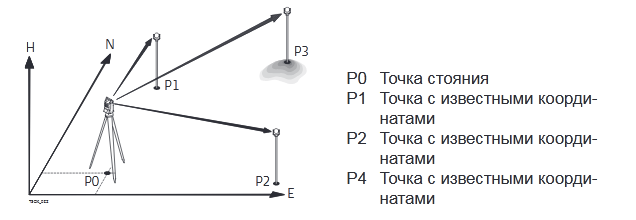 H
N
P1
P3
P0
P2
E
P0 Точка стояния
P1 Точка с известными коорди-
натами
P2 Точка с известными коорди-
натами
P4 Точка с известными коорди-
натами